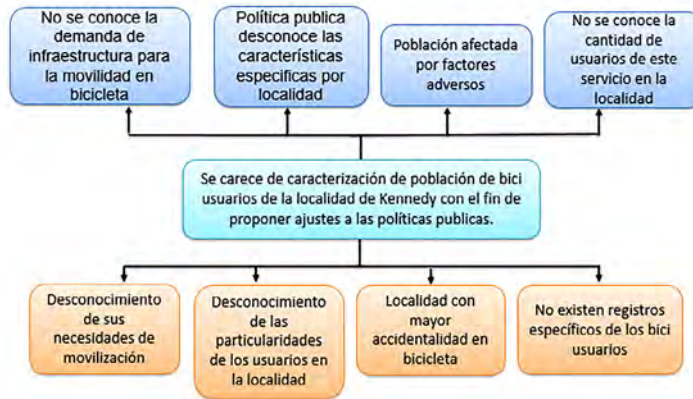 No se conoce la
demanda de
infraestructura para
la movilidad en
bicicleta
Política publica
desconoce las
características
especificas por
localidad
Población afectada
por factores
adversos
No se conoce la
cantidad de
usuarios de este
servicio en la
localidad
Se carece de caracterización de población de bici
usuarios de la localidad de Kennedy con el fin de
proponer ajustes a las políticas publicas.
Desconocimiento
de sus
necesidades de
movilización
Desconocimiento
de las
particularidades
de los usuarios en
la localidad
Localidad con
mayor
accidentalidad en
bicicleta
No existen registros
específicos de los bici
usuarios